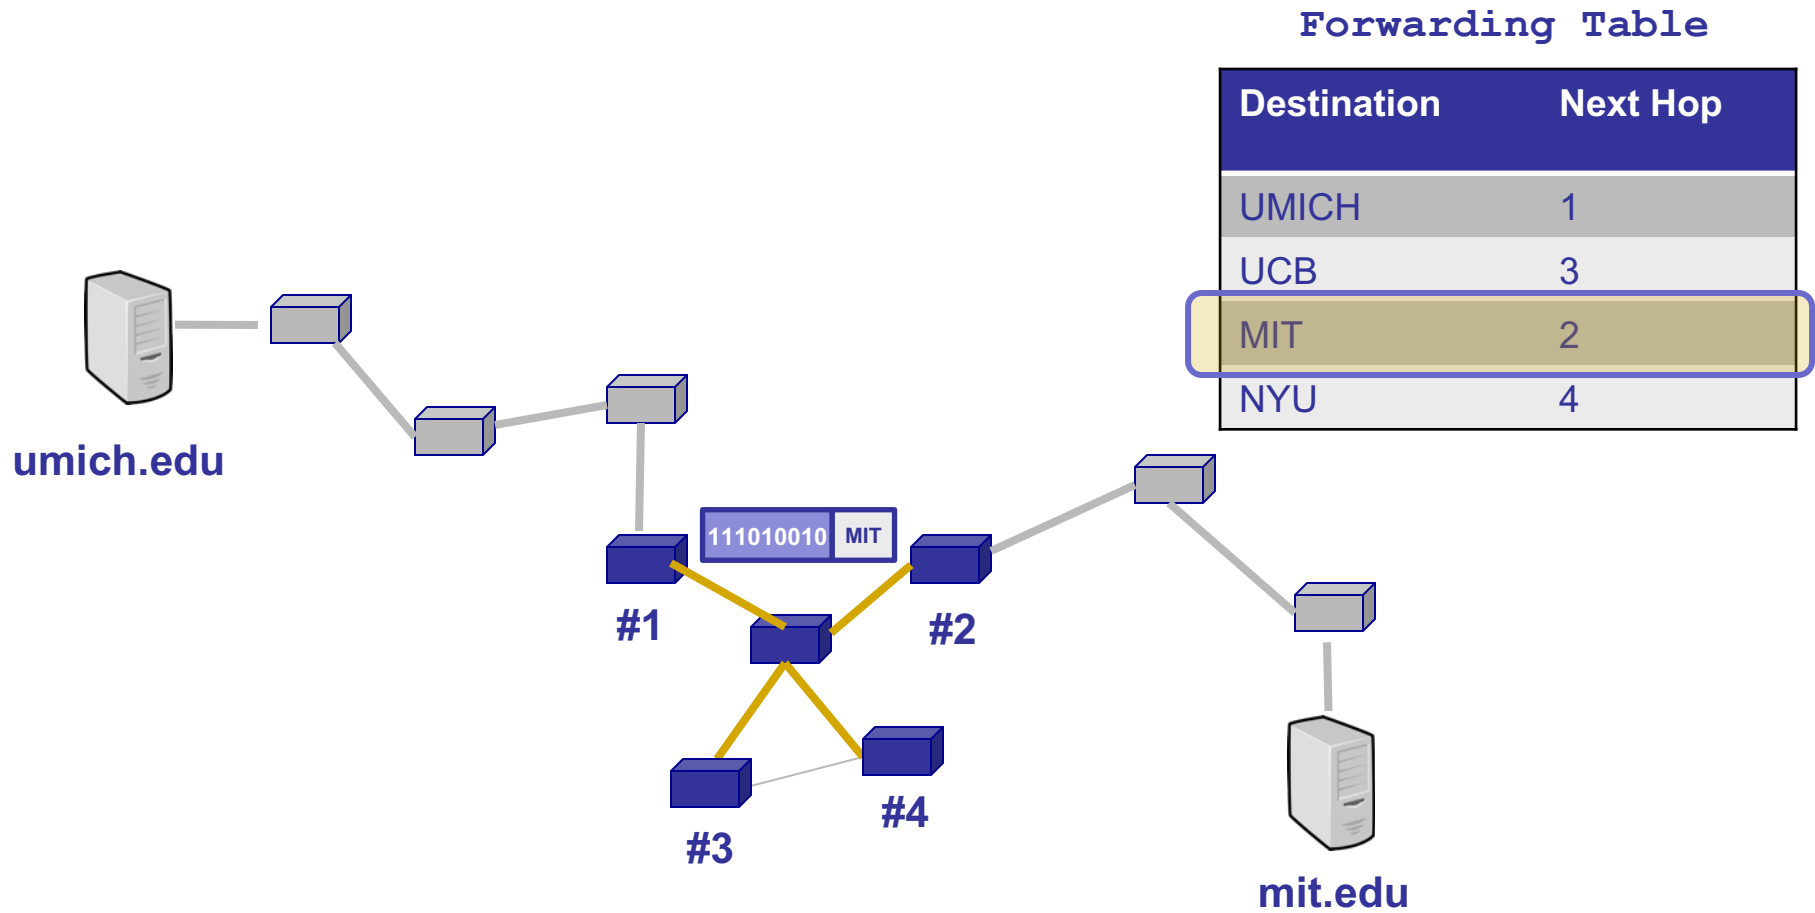 Forwarding Table
Destination Next Hop
UMICH 1
UCB 3
MIT 2
NYU 4
umich.edu
111010010 MIT
#1
#2
#3
#4
mit.edu